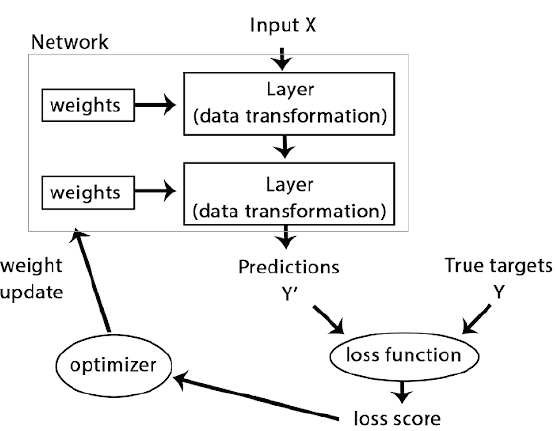 Input X
Network
weights
Layer
(data transformation)
weights
Layer
(data transformation)
weight
update
Predictions
Y'
True targets
Y
optimizer
loss function
loss score